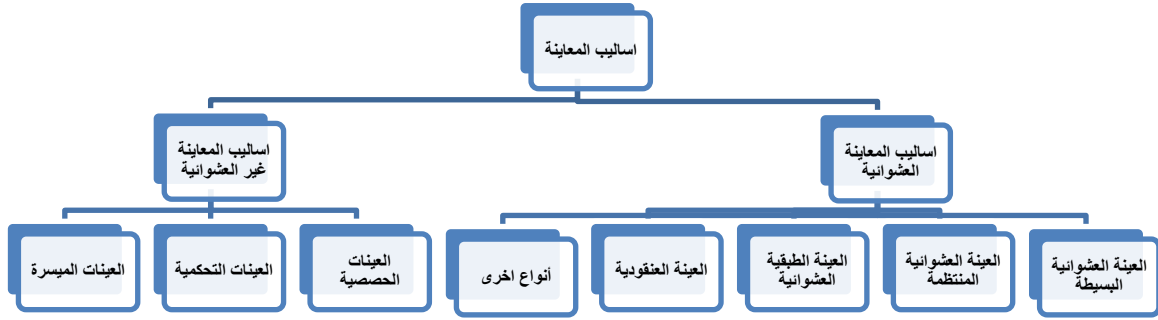 اساليب المعاينة
اساليب المعاينة
العشوائية
اساليب المعاينة
غير العشوائية
العينة العشوائية
البسيطة
العينة العشوائية
المنتظمة
العينة الطبقية
العشوائية
العينة العنقودية
أنواع اخرى
العينات
الحصصية
العينات التحكمية
العينات الميسرة